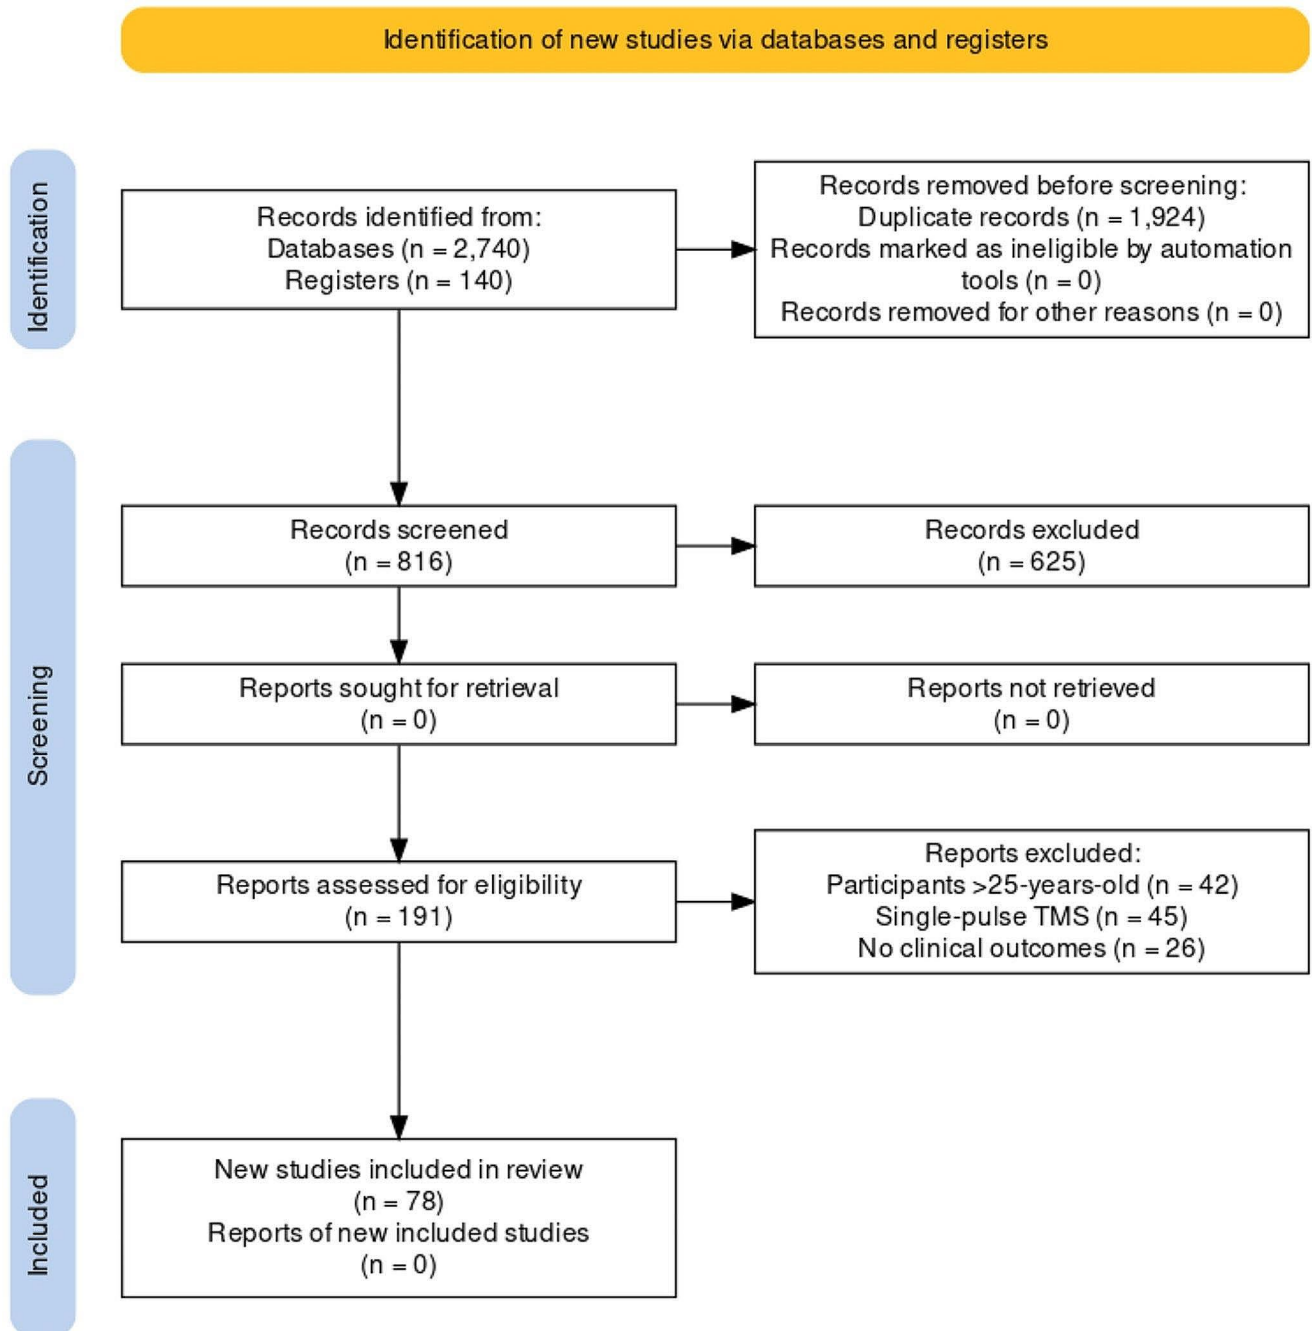 Identification of new studies via databases and registers
Identification
Records identified from:
Databases (n = 2,740)
Registers (n = 140)
Records removed before screening:
Duplicate records (n = 1,924)
Records marked as ineligible by automation
tools (n = 0)
Records removed for other reasons (n = 0)
Screening
Records screened
(n = 816)
Records excluded
(n = 625)
Reports sought for retrieval
(n = 0)
Reports not retrieved
(n = 0)
Reports assessed for eligibility
(n = 191)
Reports excluded:
Participants >25-years-old (n = 42)
Single-pulse TMS (n = 45)
No clinical outcomes (n = 26)
Included
New studies included in review
(n = 78)
Reports of new included studies
(n = 0)